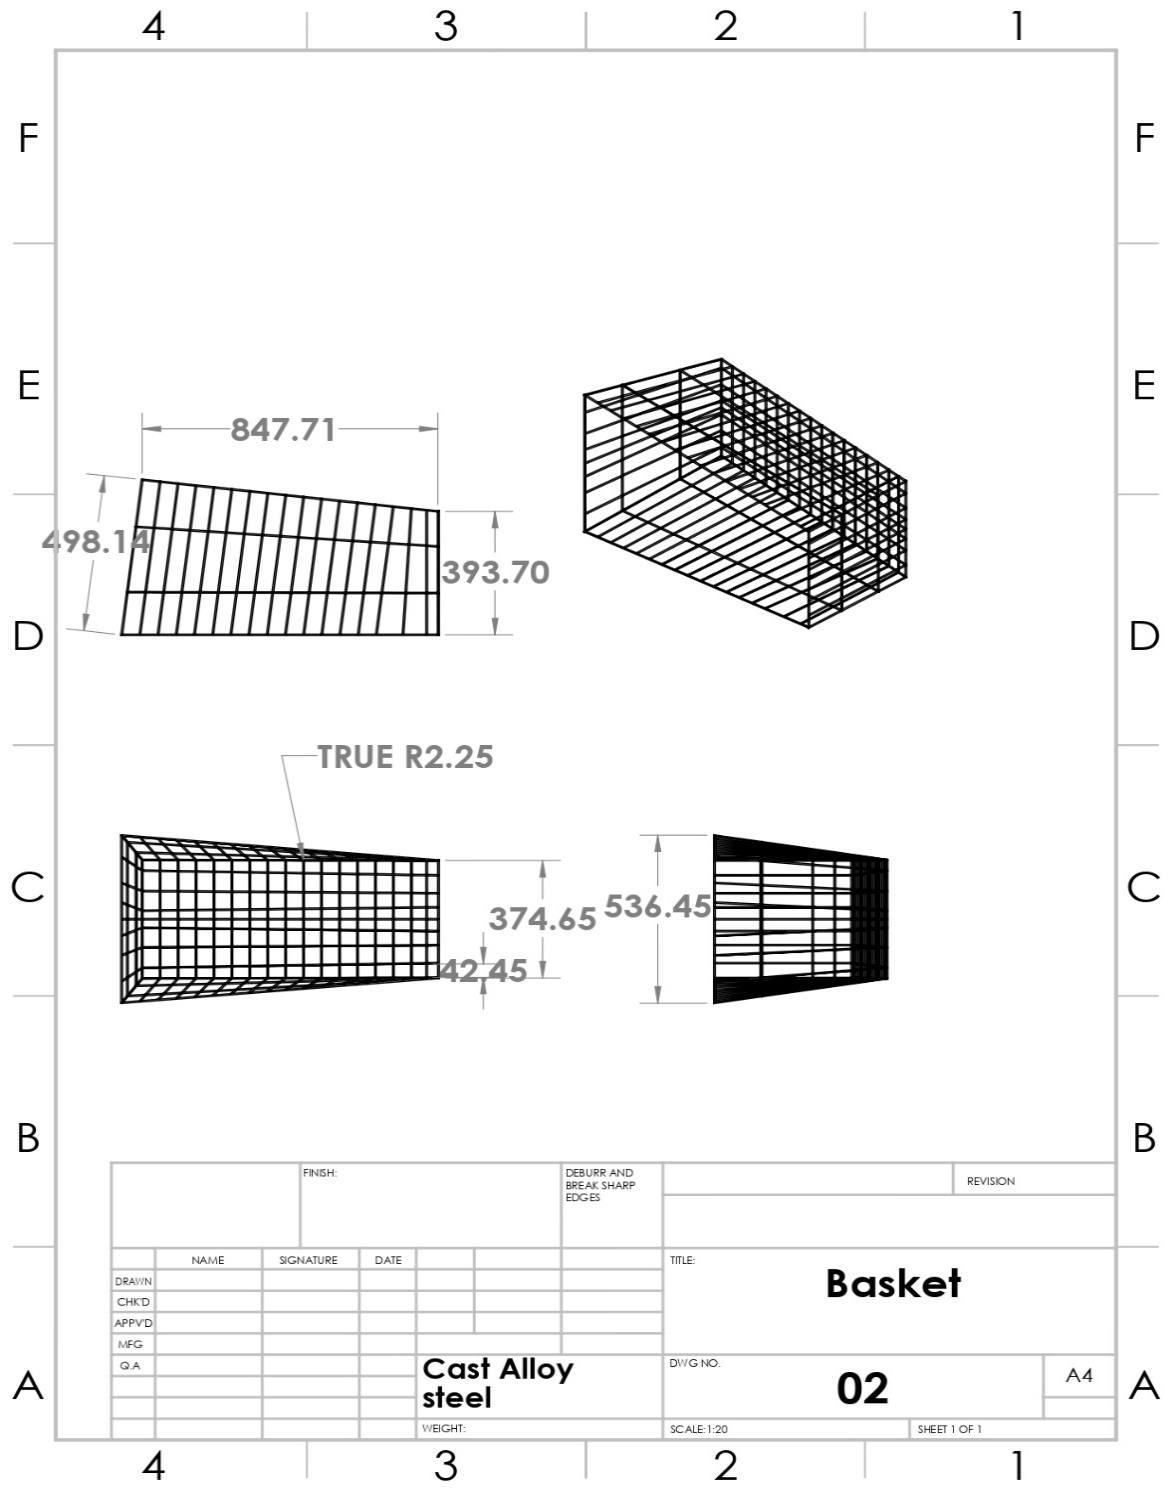 4 3 2 1
F F
E E
847.71
498.14
393.70
D D
TRUE R2.25
C C
374.65
536.45
42.45
B B
FINISH:
DEBURR AND
BREAK SHARP
EDGES
REVISION
NAME SIGNATURE DATE
TITLE:
Basket
DRAWN
CHK'D
APPV'D
MFG
Q.A
Cast Alloy
steel
DWG NO.
02
A4
A A
WEIGHT:
SCALE:1:20
SHEET 1 OF 1
4 3 2 1